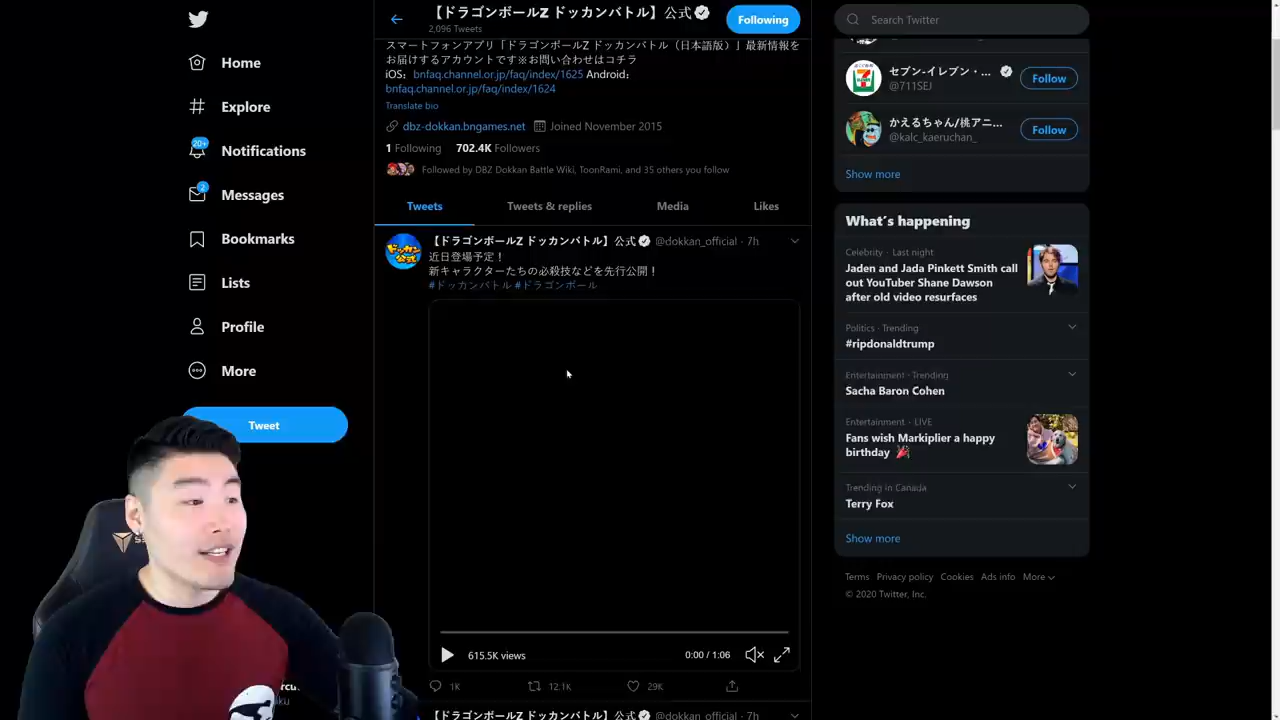 Home
Explore
20+
Notifications
2
Messages
Bookmarks
Lists
Profile
More
Tweet
【ドラゴンボールZ ドッカンバトル】公式
2,096 Tweets
Following
スマートフォンアプリ「ドラゴンボールZ ドッカンバトル（日本語版）」最新情報を
お届けするアカウントです※お問い合わせはコチラ
iOS： bnfaq.channel.or.jp/faq/index/1625 Android：
bnfaq.channel.or.jp/faq/index/1624
Translate bio
dbz-dokkan.bngames.net Joined November 2015
1 Following 702.4K Followers
Followed by DBZ Dokkan Battle Wiki, ToonRami, and 35 others you follow
Tweets Tweets & replies Media Likes
【ドラゴンボールZ ドッカンバトル】公式 @dokkan_official · 7h
近日登場予定！
新キャラクターたちの必殺技などを先行公開！
#ドッカンバトル #ドラゴンボール
615.5K views 0:00 / 1:06
1K 12.1K 29K
【ドラゴンボールZ ドッカンバトル】公式 @dokkan_official · 7h
Search Twitter
セブン‐イレブン・...
@711SEJ
Follow
かえるちゃん/桃アニ...
@kalc_kaeruchan_
Follow
Show more
What's happening
Celebrity · Last night
Jaden and Jada Pinkett Smith call
out YouTuber Shane Dawson
after old video resurfaces
Politics · Trending
#ripdonaldtrump
Entertainment · Trending
Sacha Baron Cohen
Entertainment · LIVE
Fans wish Markiplier a happy
birthday 🎉
Trending in Canada
Terry Fox
Show more
Terms Privacy policy Cookies Ads info More
© 2020 Twitter, Inc.